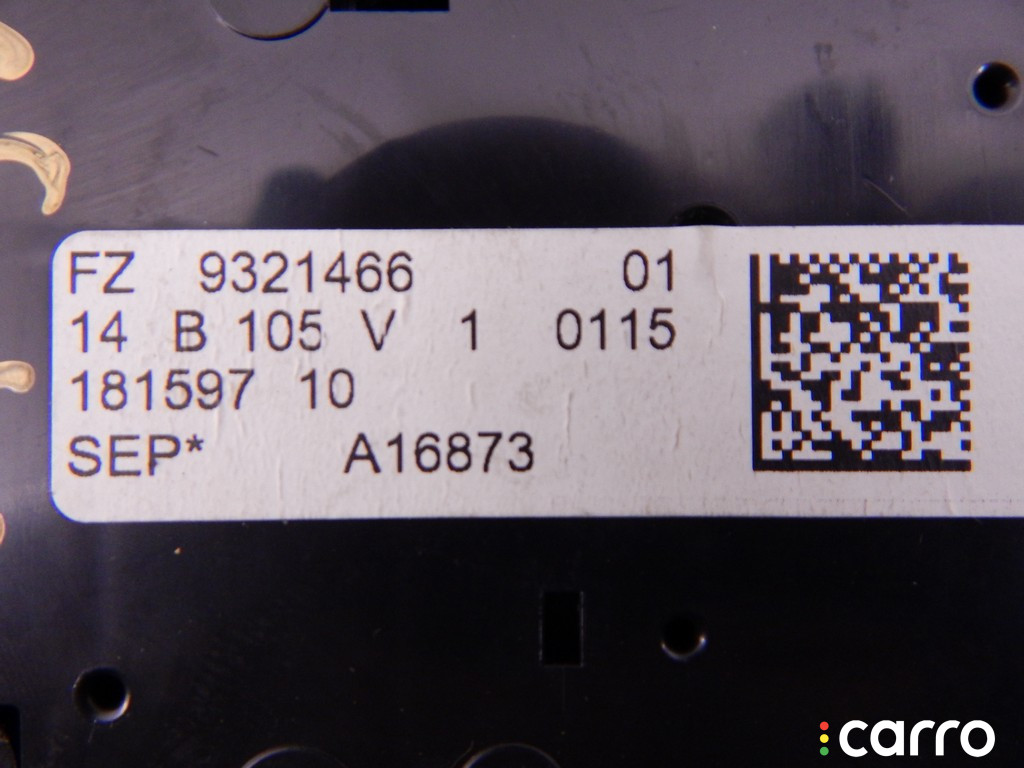 FZ 9321466 01
14 B 105 V 1 0115
181597 10
SEP* A16873
carro